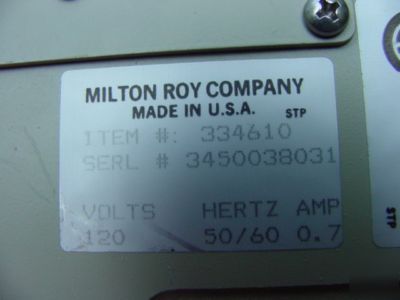 MILTON ROY COMPANY
MADE IN U.S.A. STP
ITEM #: 334610
SERL # 3450038031
VOLTS HERTZ AMP
120 50/60 0.7
STP